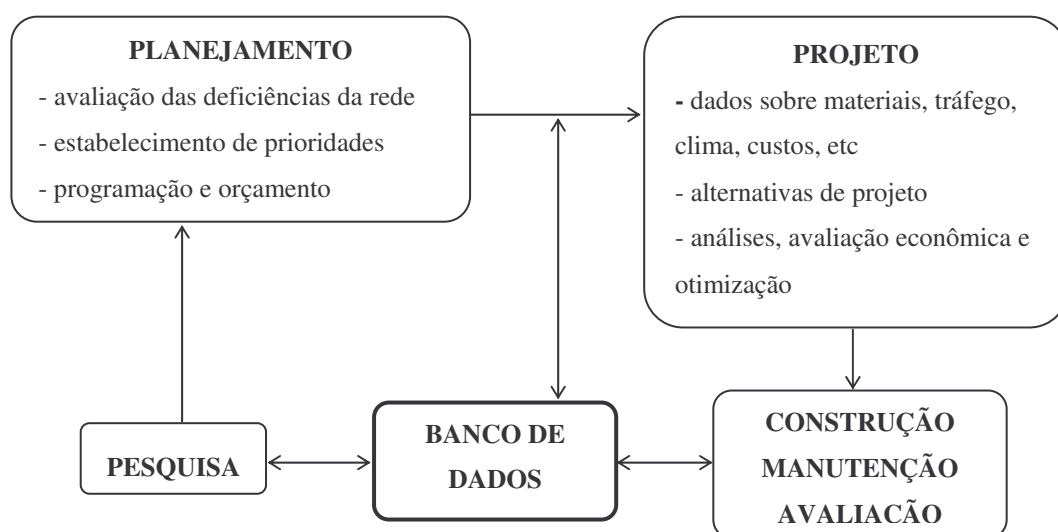 PLANEJAMENTO
- avaliação das deficiências da rede
- estabelecimento de prioridades
- programação e orçamento
PROJETO
- dados sobre materiais, tráfego,
clima, custos, etc
- alternativas de projeto
- análises, avaliação econômica e
otimização
PESQUISA
BANCO DE
DADOS
CONSTRUÇÃO
MANUTENÇÃO
AVALIAÇÃO